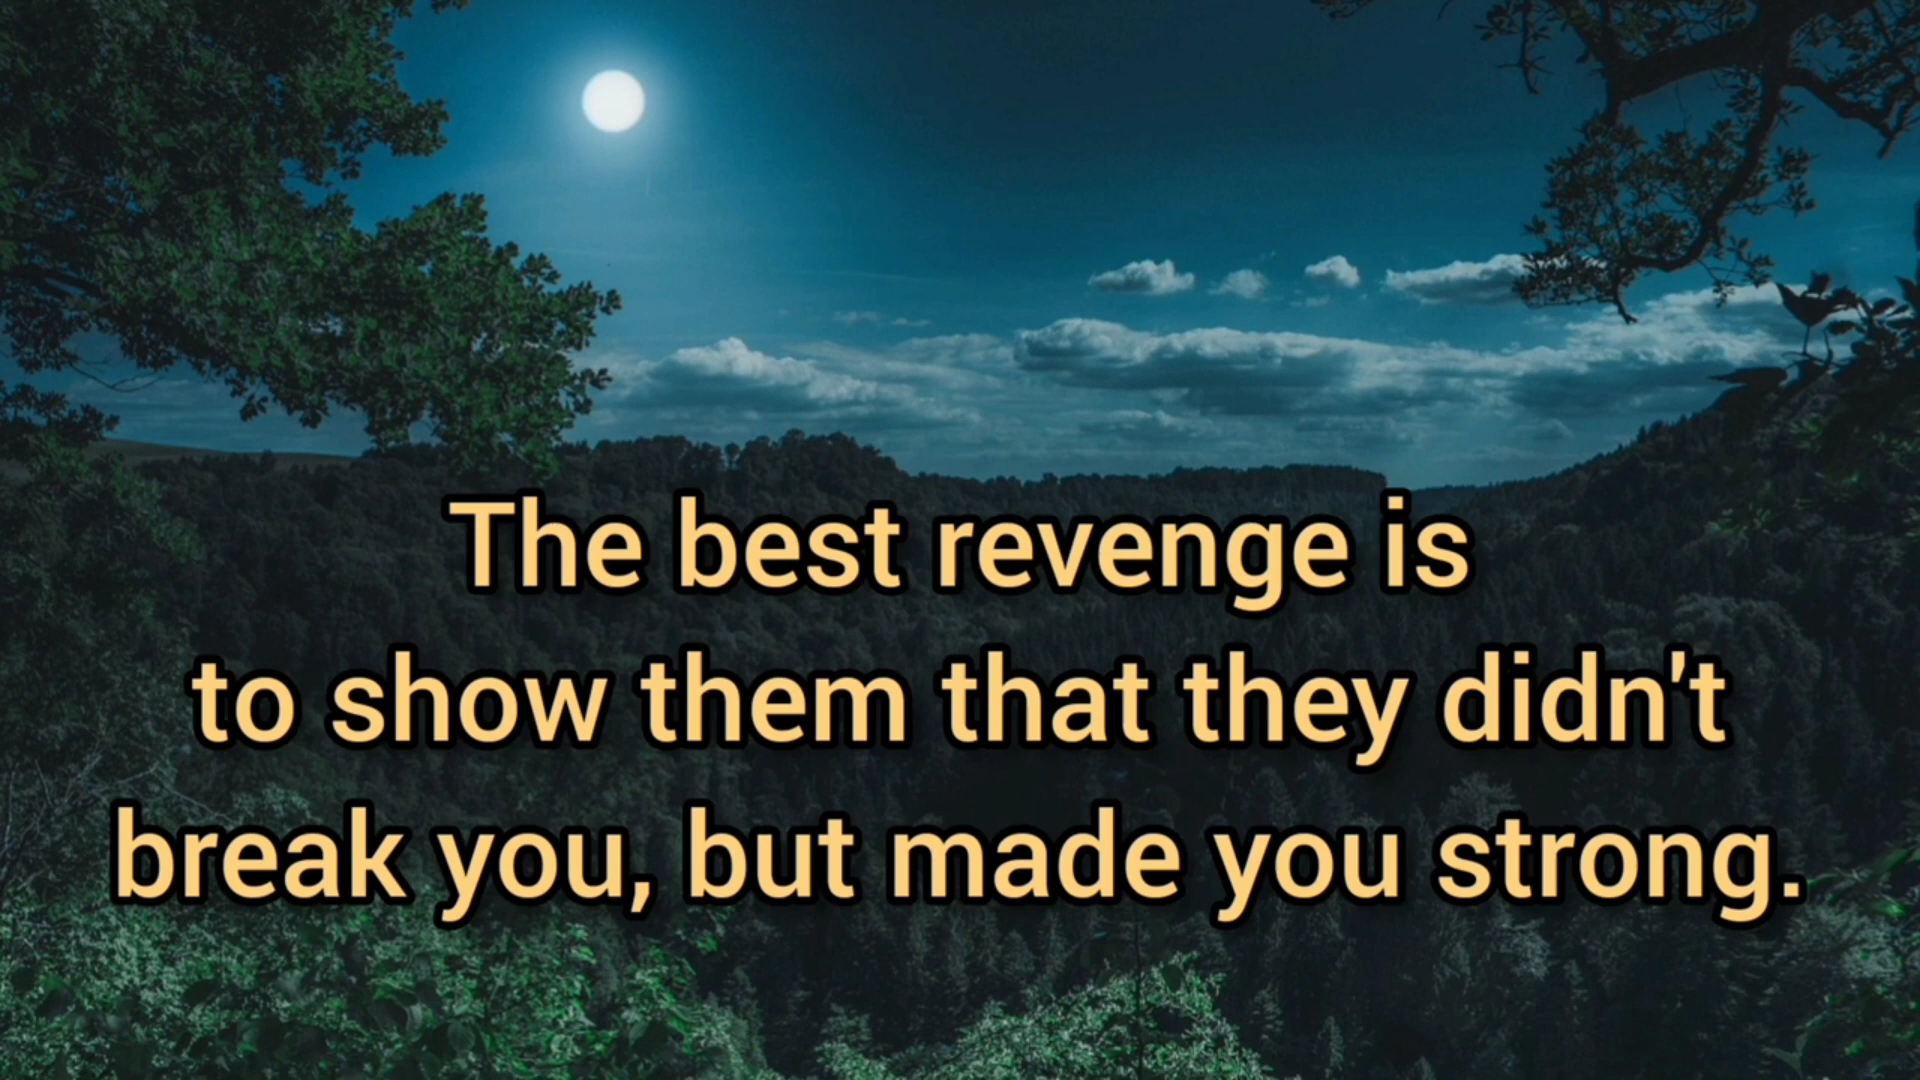 The best revenge is
to show them that they didn't
break you, but made you strong.